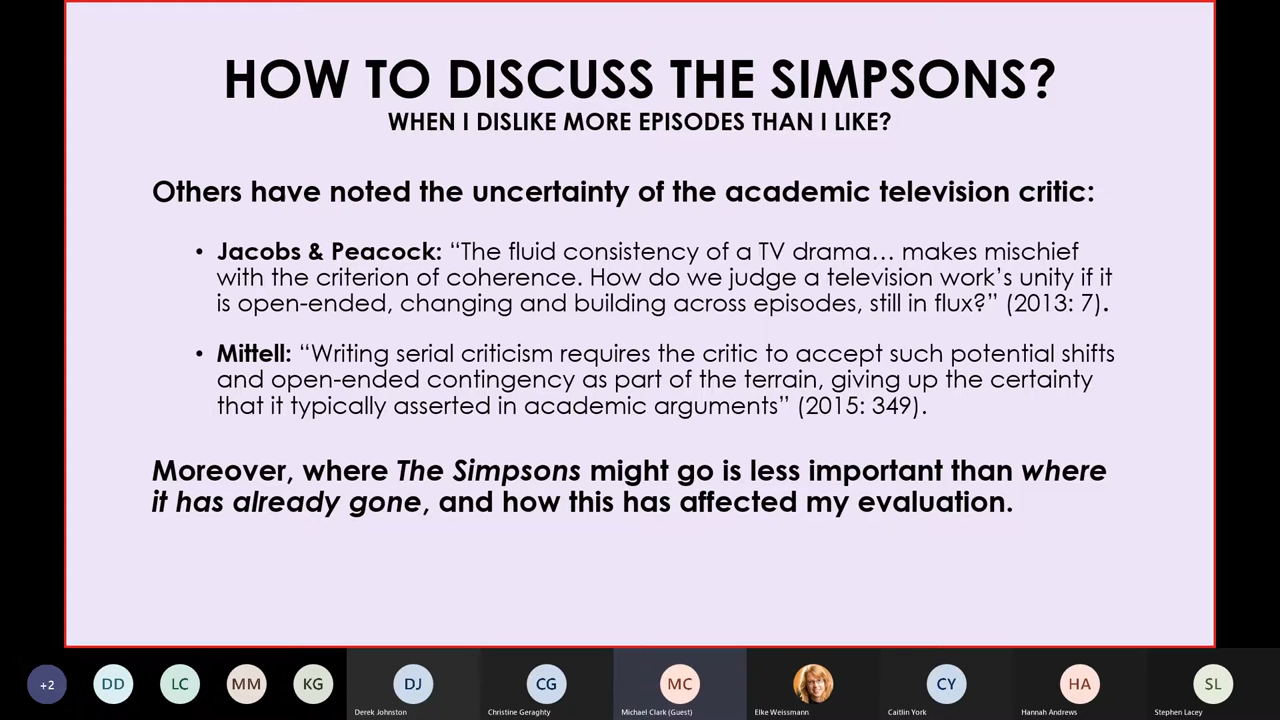 HOW TO DISCUSS THE SIMPSONS?
WHEN I DISLIKE MORE EPISODES THAN I LIKE?
Others have noted the uncertainty of the academic television critic:
• Jacobs & Peacock: “The fluid consistency of a TV drama… makes mischief
with the criterion of coherence. How do we judge a television work’s unity if it
is open-ended, changing and building across episodes, still in flux?” (2013: 7).
• Mittell: “Writing serial criticism requires the critic to accept such potential shifts
and open-ended contingency as part of the terrain, giving up the certainty
that it typically asserted in academic arguments” (2015: 349).
Moreover, where The Simpsons might go is less important than where
it has already gone, and how this has affected my evaluation.
+2 DD LC MM KG DJ CG MC CY HA SL
Derek Johnston Christine Geraghty Michael Clark (Guest) Elke Weissmann Caitlin York Hannah Andrews Stephen Lacey